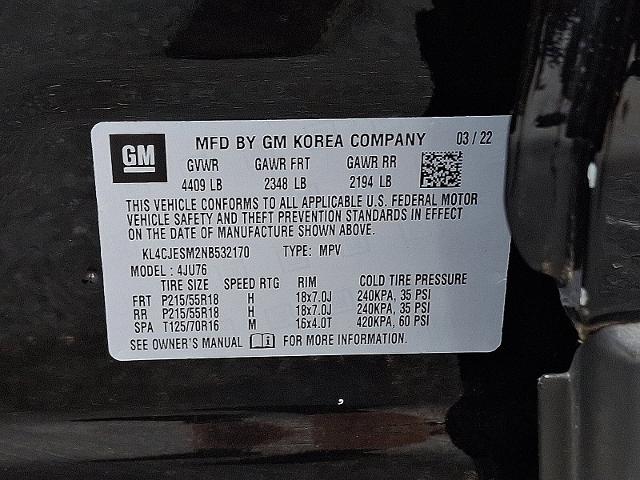 GM MFD BY GM KOREA COMPANY 03 / 22
GVWR GAWR FRT GAWR RR
4409 LB 2348 LB 2194 LB
THIS VEHICLE CONFORMS TO ALL APPLICABLE U.S. FEDERAL MOTOR
VEHICLE SAFETY AND THEFT PREVENTION STANDARDS IN EFFECT
ON THE DATE OF MANUFACTURE SHOWN ABOVE.
KL4CJESM2NB532170 TYPE: MPV
MODEL : 4JU76
TIRE SIZE SPEED RTG RIM COLD TIRE PRESSURE
FRT P215/55R18 H 18x7.0J 240KPA, 35 PSI
RR P215/55R18 H 18x7.0J 240KPA, 35 PSI
SPA T125/70R16 M 16x4.0T 420KPA, 60 PSI
SEE OWNER'S MANUAL FOR MORE INFORMATION.